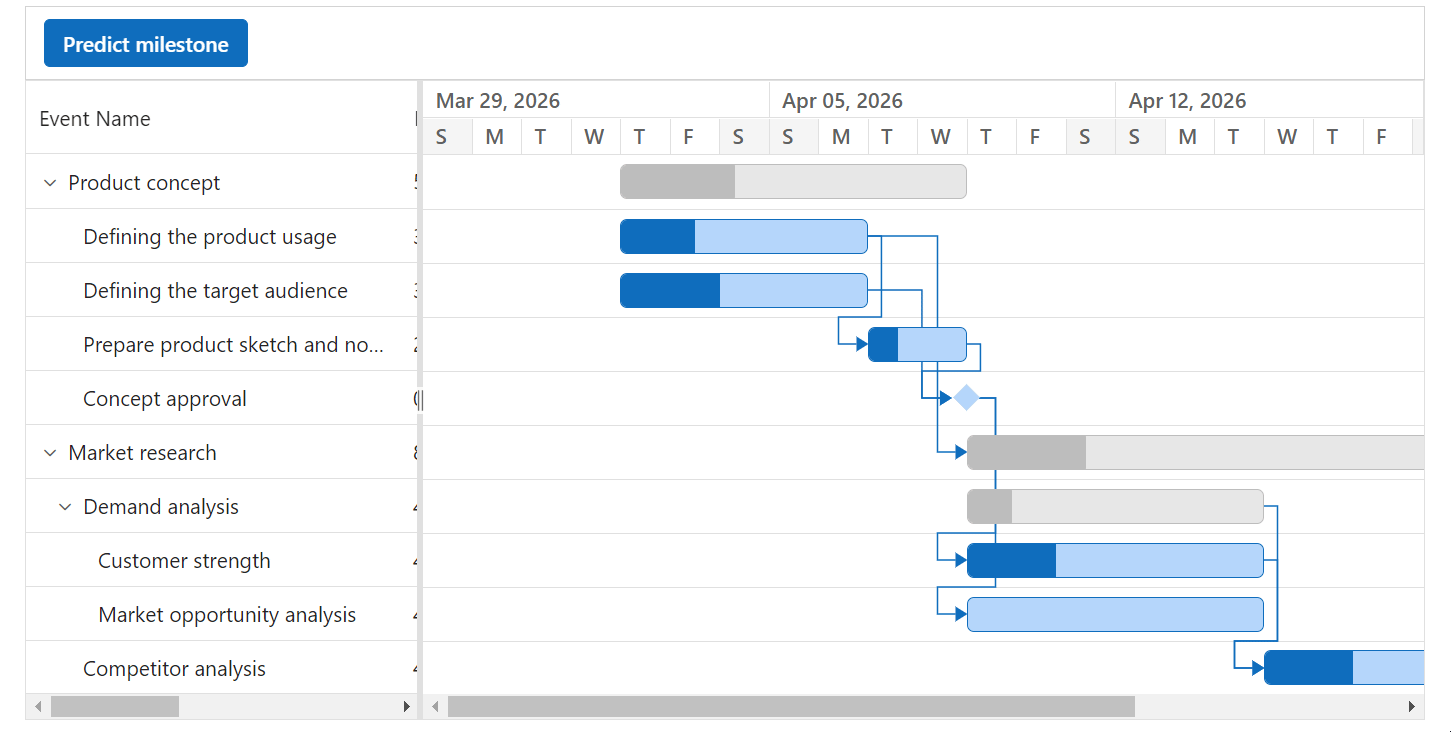 Predict milestone
Event Name
Mar 29, 2026 Apr 05, 2026 Apr 12, 2026
S M T W T F S S M T W T F S S M T W T F
Product concept
Defining the product usage
Defining the target audience
Prepare product sketch and no...
Concept approval
Market research
Demand analysis
Customer strength
Market opportunity analysis
Competitor analysis